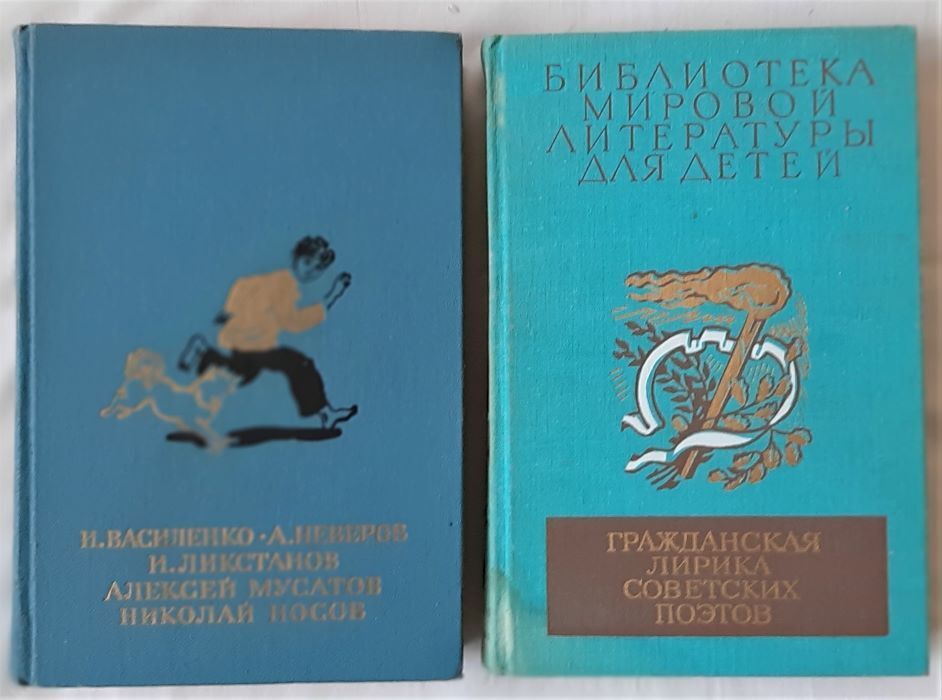 И. ВАСИЛЕНКО · А. НЕВЕРОВ
И. ЛИКСТАНОВ
АЛЕКСЕЙ МУСАТОВ
НИКОЛАЙ НОСОВ
БИБЛИОТЕКА
МИРОВОЙ
ЛИТЕРАТУРЫ
ДЛЯ ДЕТЕЙ
ГРАЖДАНСКАЯ
ЛИРИКА
СОВЕТСКИХ
ПОЭТОВ